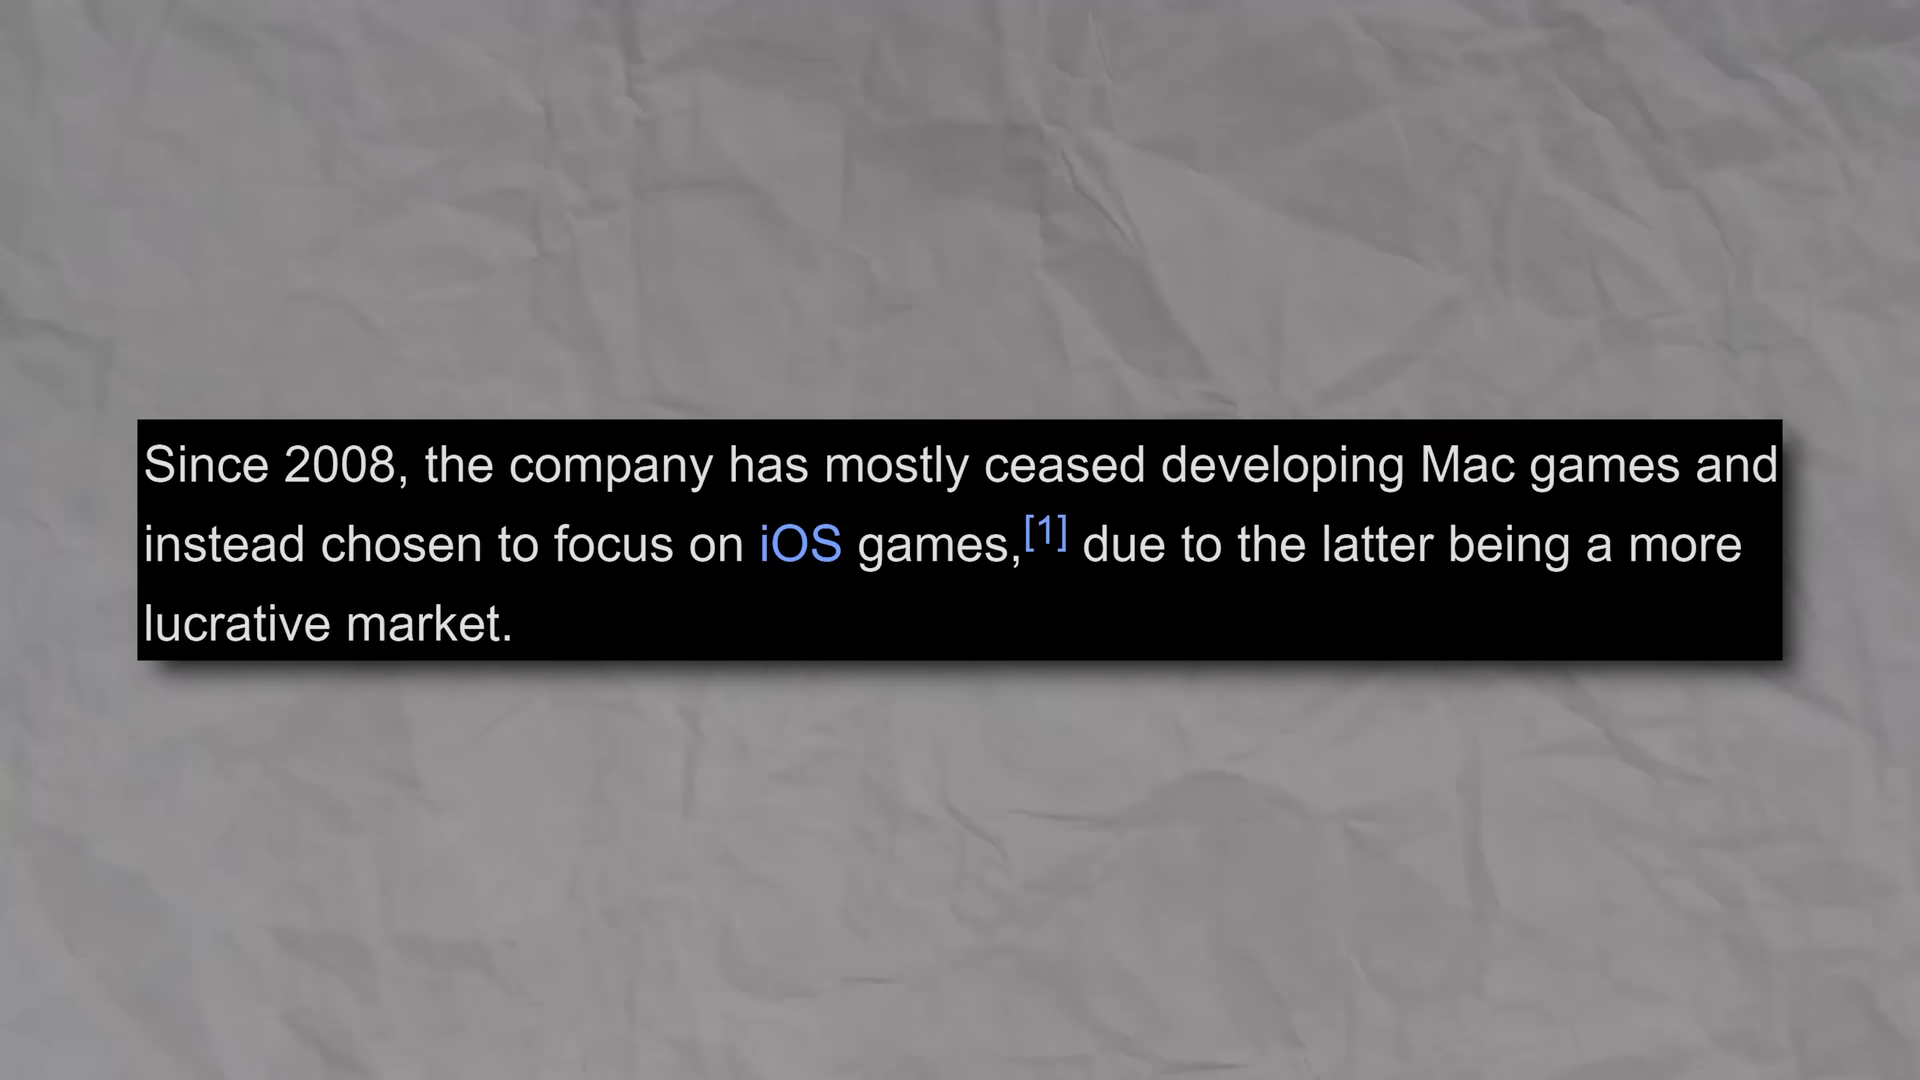 Since 2008, the company has mostly ceased developing Mac games and
instead chosen to focus on iOS games,[1] due to the latter being a more
lucrative market.